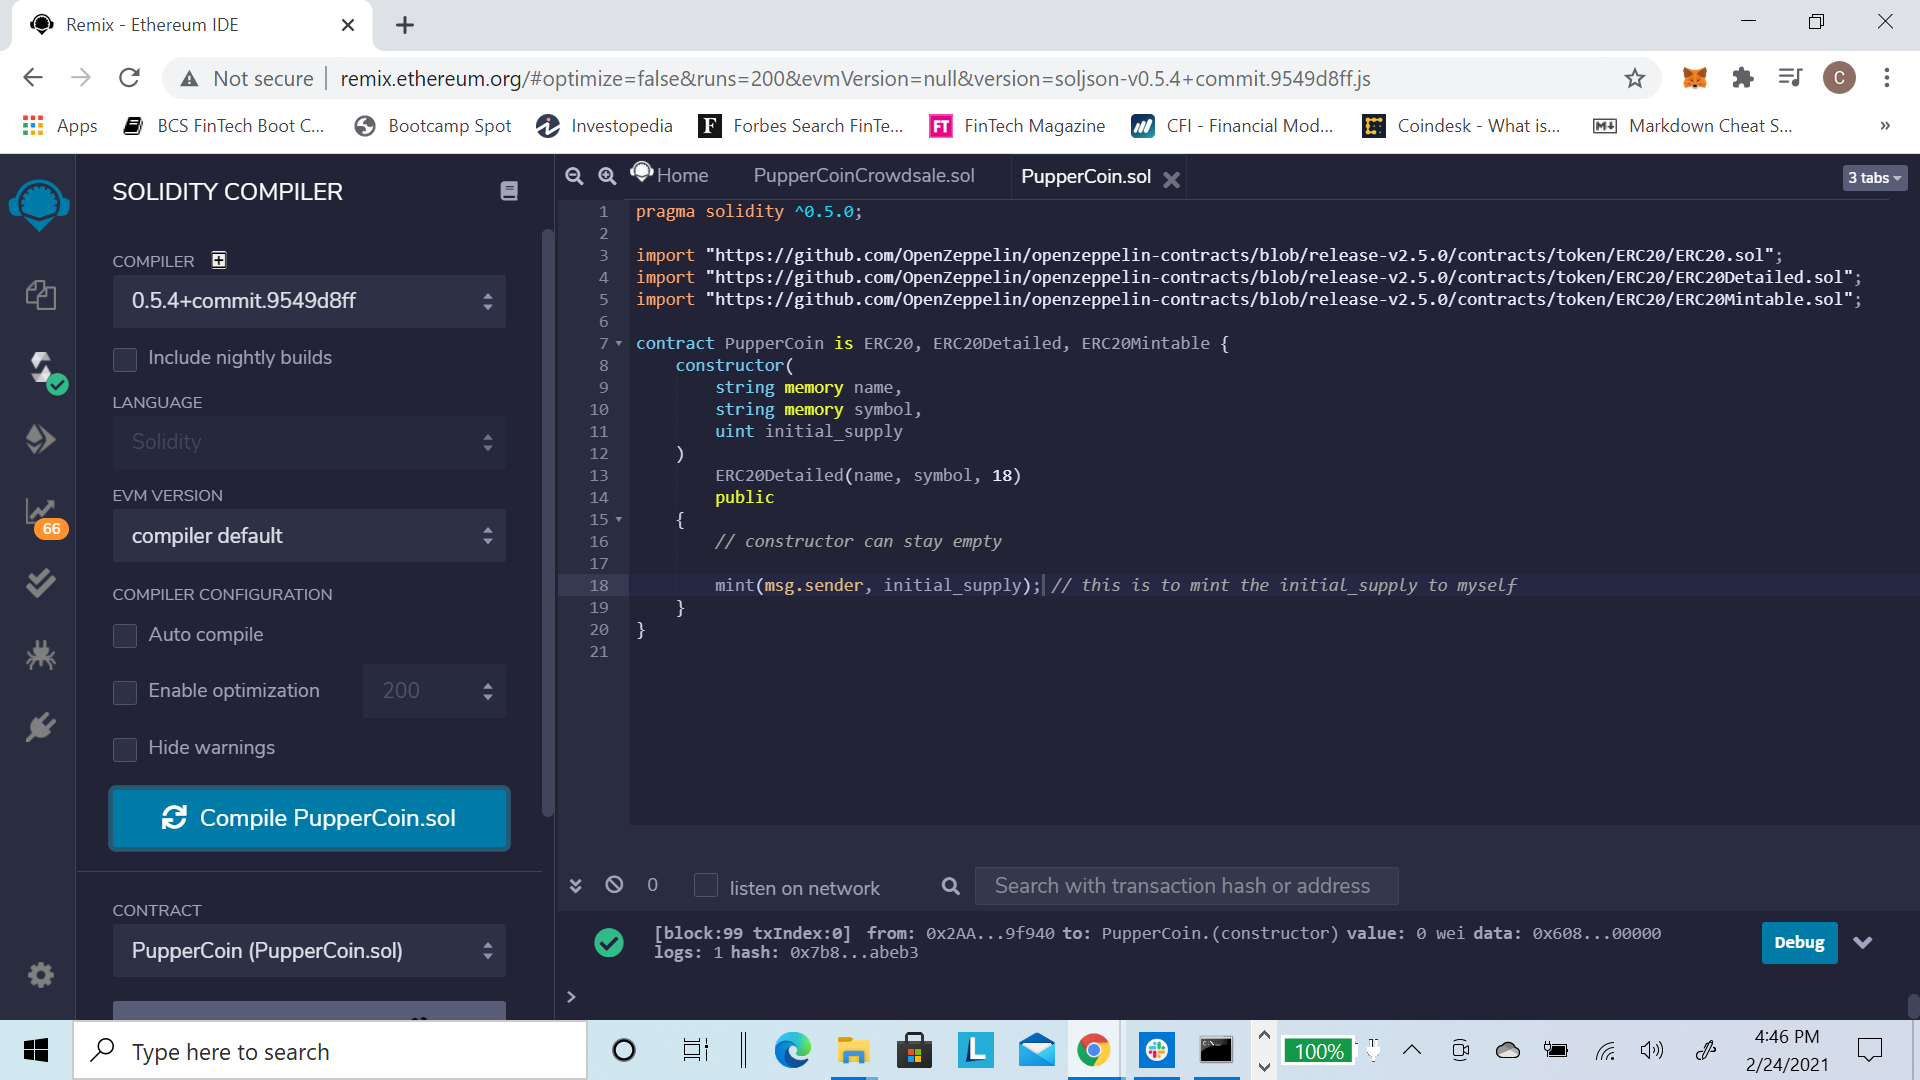 Remix - Ethereum IDE
Not secure
remix.ethereum.org/#optimize=false&runs=200&evmVersion=null&version=soljson-v0.5.4+commit.9549d8ff.js
C
Apps
BCS FinTech Boot C...
Bootcamp Spot
Investopedia
F
Forbes Search FinTe...
FT
FinTech Magazine
CFI - Financial Mod...
Coindesk - What is...
Markdown Cheat S...
»
SOLIDITY COMPILER
COMPILER
0.5.4+commit.9549d8ff
Include nightly builds
LANGUAGE
Solidity
EVM VERSION
compiler default
66
COMPILER CONFIGURATION
Auto compile
Enable optimization
200
Hide warnings
Compile PupperCoin.sol
CONTRACT
PupperCoin (PupperCoin.sol)
Home
PupperCoinCrowdsale.sol
PupperCoin.sol
3 tabs
1 pragma solidity ^0.5.0;
2
3 import "https://github.com/OpenZeppelin/openzeppelin-contracts/blob/release-v2.5.0/contracts/token/ERC20/ERC20.sol";
4 import "https://github.com/OpenZeppelin/openzeppelin-contracts/blob/release-v2.5.0/contracts/token/ERC20/ERC20Detailed.sol";
5 import "https://github.com/OpenZeppelin/openzeppelin-contracts/blob/release-v2.5.0/contracts/token/ERC20/ERC20Mintable.sol";
6
7 contract PupperCoin is ERC20, ERC20Detailed, ERC20Mintable {
8 constructor(
9 string memory name,
10 string memory symbol,
11 uint initial_supply
12 )
13 ERC20Detailed(name, symbol, 18)
14 public
15 {
16 // constructor can stay empty
17
18 mint(msg.sender, initial_supply); // this is to mint the initial_supply to myself
19 }
20 }
21
0
listen on network
Search with transaction hash or address
[block:99 txIndex:0] from: 0x2AA...9f940 to: PupperCoin.(constructor) value: 0 wei data: 0x608...00000
logs: 1 hash: 0x7b8...abeb3
Debug
>
Type here to search
L
100%
4:46 PM
2/24/2021